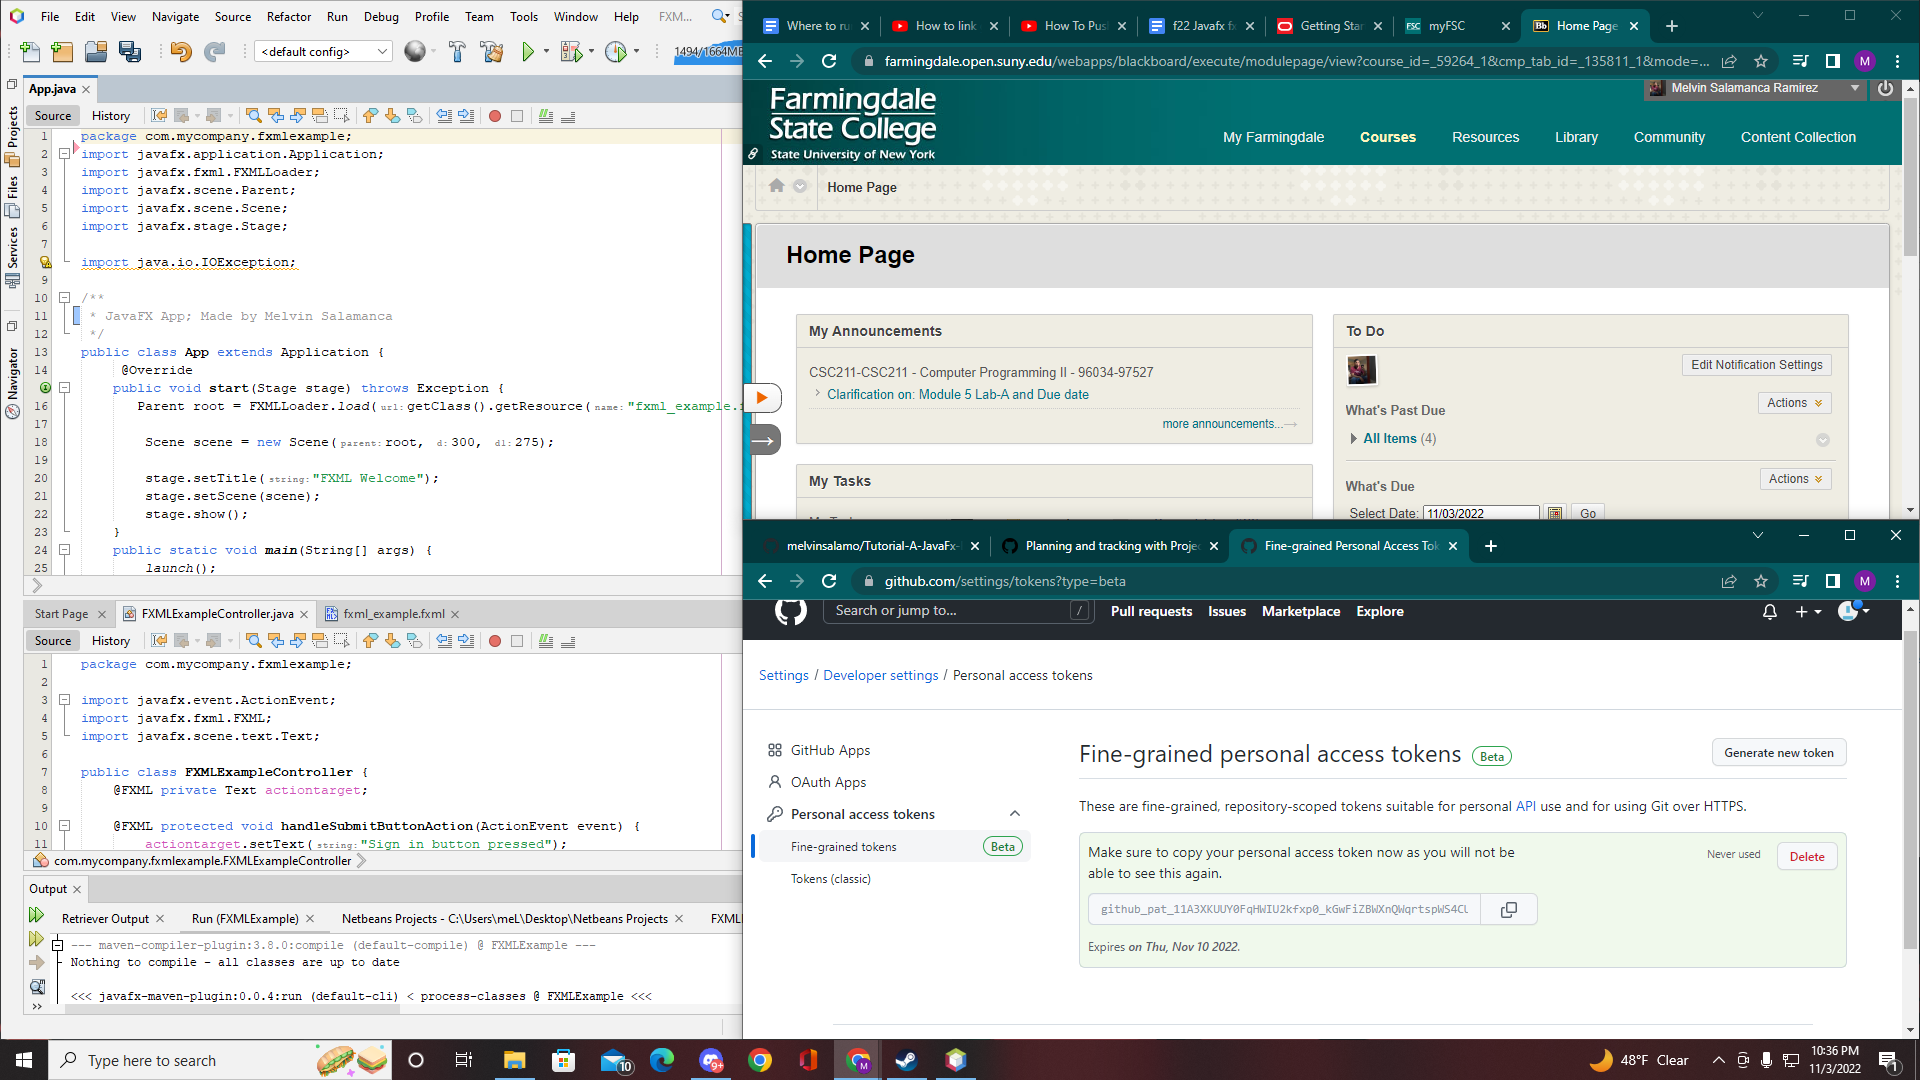 File Edit View Navigate Source Refactor Run Debug Profile Team Tools Window Help FXM...
<default config> 1494/1664MB
App.java
Source History
1 package com.mycompany.fxmlexample;
2 import javafx.application.Application;
3 import javafx.fxml.FXMLLoader;
4 import javafx.scene.Parent;
5 import javafx.scene.Scene;
6 import javafx.stage.Stage;
7
import java.io.IOException;
9
10 /**
11 * JavaFX App; Made by Melvin Salamanca
12 */
13 public class App extends Application {
14 @Override
public void start(Stage stage) throws Exception {
16 Parent root = FXMLLoader.load(url:getClass().getResource(name:"fxml_example.f
17
18 Scene scene = new Scene(parent:root, d:300, d1:275);
19
20 stage.setTitle(string:"FXML Welcome");
21 stage.setScene(scene);
22 stage.show();
23 }
24 public static void main(String[] args) {
25 launch();
Projects
Files
Services
Navigator
Start Page FXMLExampleController.java fxml_example.fxml
Source History
1 package com.mycompany.fxmlexample;
2
3 import javafx.event.ActionEvent;
4 import javafx.fxml.FXML;
5 import javafx.scene.text.Text;
6
7 public class FXMLExampleController {
8 @FXML private Text actiontarget;
9
10 @FXML protected void handleSubmitButtonAction(ActionEvent event) {
11 actiontarget.setText(string:"Sign in button pressed");
com.mycompany.fxmlexample.FXMLExampleController
Output
Retriever Output Run (FXMLExample) Netbeans Projects - C:\Users\meL\Desktop\Netbeans Projects FXML
--- maven-compiler-plugin:3.8.0:compile (default-compile) @ FXMLExample ---
Nothing to compile - all classes are up to date
<<< javafx-maven-plugin:0.0.4:run (default-cli) < process-classes @ FXMLExample <<<
Where to ru How to link How To Pus f22 Javafx fx Getting Star FSC myFSC Bb Home Page
farmingdale.open.suny.edu/webapps/blackboard/execute/modulepage/view?course_id=_59264_1&cmp_tab_id=_135811_1&mode=... M
Melvin Salamanca Ramirez
Farmingdale
State College
State University of New York
My Farmingdale Courses Resources Library Community Content Collection
Home Page
Home Page
My Announcements
CSC211-CSC211 - Computer Programming II - 96034-97527
Clarification on: Module 5 Lab-A and Due date
more announcements...
My Tasks
To Do
Edit Notification Settings
What's Past Due
Actions
All Items (4)
What's Due
Actions
Select Date: 11/03/2022 Go
melvinsalamo/Tutorial-A-JavaFx- Planning and tracking with Proje Fine-grained Personal Access Tok
github.com/settings/tokens?type=beta M
Search or jump to... / Pull requests Issues Marketplace Explore
Settings / Developer settings / Personal access tokens
GitHub Apps
OAuth Apps
Personal access tokens
Fine-grained tokens Beta
Tokens (classic)
Fine-grained personal access tokens Beta Generate new token
These are fine-grained, repository-scoped tokens suitable for personal API use and for using Git over HTTPS.
Make sure to copy your personal access token now as you will not be
able to see this again.
Never used Delete
github_pat_11A3XKUUY0FqHWIU2kfxp0_kGwFiZBWXnQWqrtspWS4Cl
Expires on Thu, Nov 10 2022.
Type here to search 10 9+ M 48°F Clear 10:36 PM
11/3/2022 1